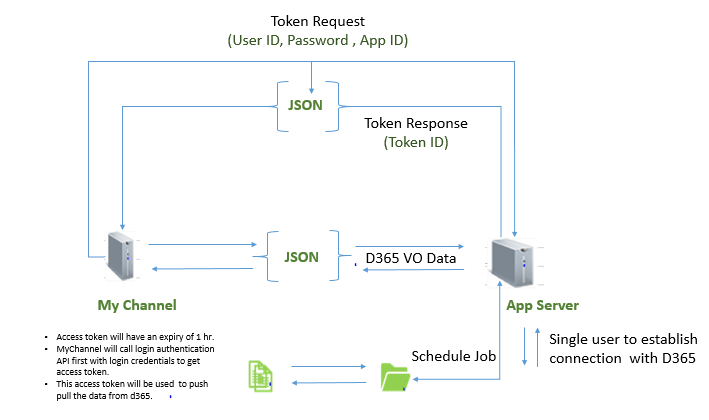 Token Request
(User ID, Password , App ID)
JSON
Token Response
(Token ID)
JSON
D365 VO Data
My Channel
App Server
• Access token will have an expiry of 1 hr.
• MyChannel will call login authentication
API first with login credentials to get
access token.
• This access token will be used to push
pull the data from d365.
Schedule Job
Single user to establish
connection with D365